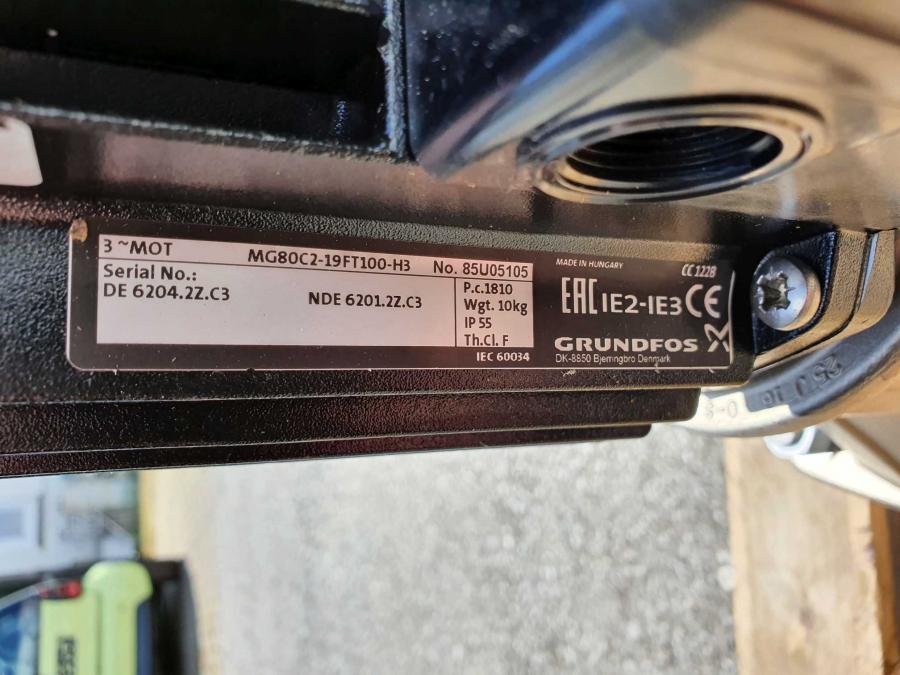 3 ~MOT MG80C2-19FT100-H3 No. 85U05105
Serial No.:
DE 6204.2Z.C3 NDE 6201.2Z.C3
P.c.1810
Wgt. 10kg
IP 55
Th.Cl. F
IEC 60034
MADE IN HUNGARY CC 122B
EAC IE2-IE3 CE
GRUNDFOS
DK-8850 Bjerringbro Denmark